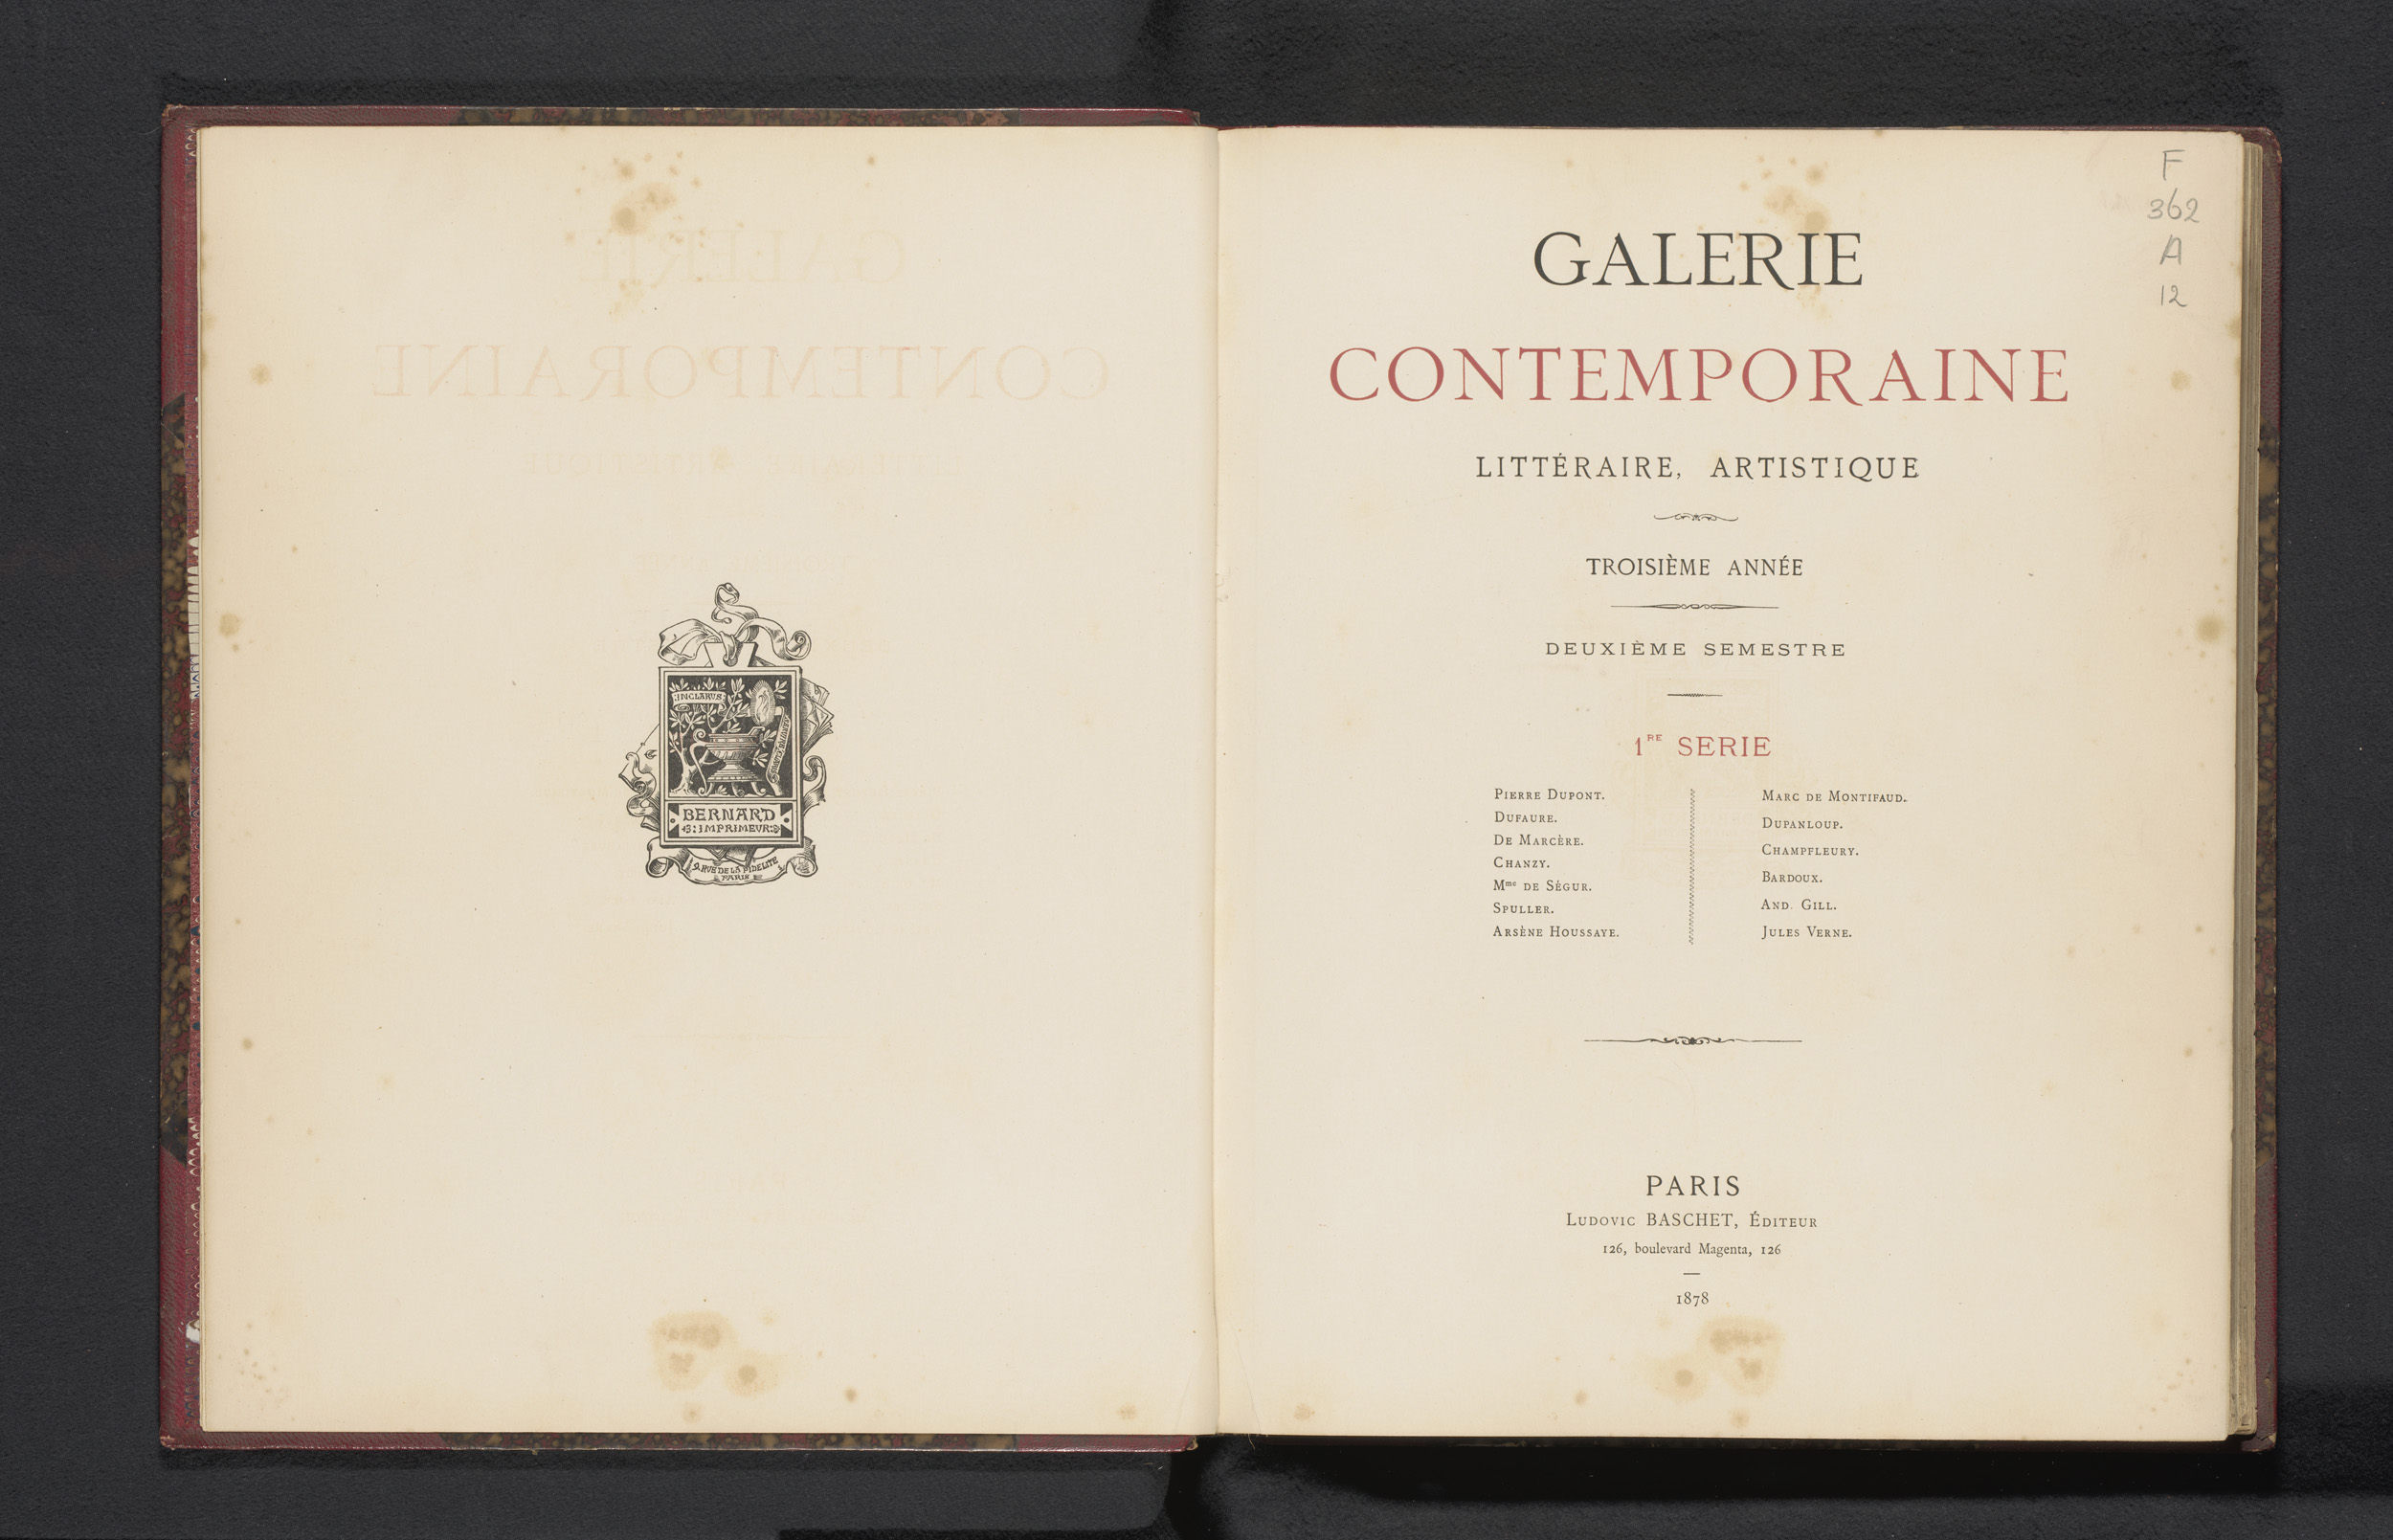 INCLARUS
BERNARD
IMPRIMEUR
9. RUE DE LA FIDELITE
PARIS
F
362
A
12
GALERIE
CONTEMPORAINE
LITTÉRAIRE, ARTISTIQUE
TROISIÈME ANNÉE
DEUXIÈME SEMESTRE
1RE SERIE
PIERRE DUPONT.
DUFAURE.
DE MARCÈRE.
CHANZY.
Mme DE SÉGUR.
SPULLER.
ARSÈNE HOUSSAYE.
MARC DE MONTIFAUD.
DUPANLOUP.
CHAMPFLEURY.
BARDOUX.
AND. GILL.
JULES VERNE.
PARIS
LUDOVIC BASCHET, ÉDITEUR
126, boulevard Magenta, 126
1878